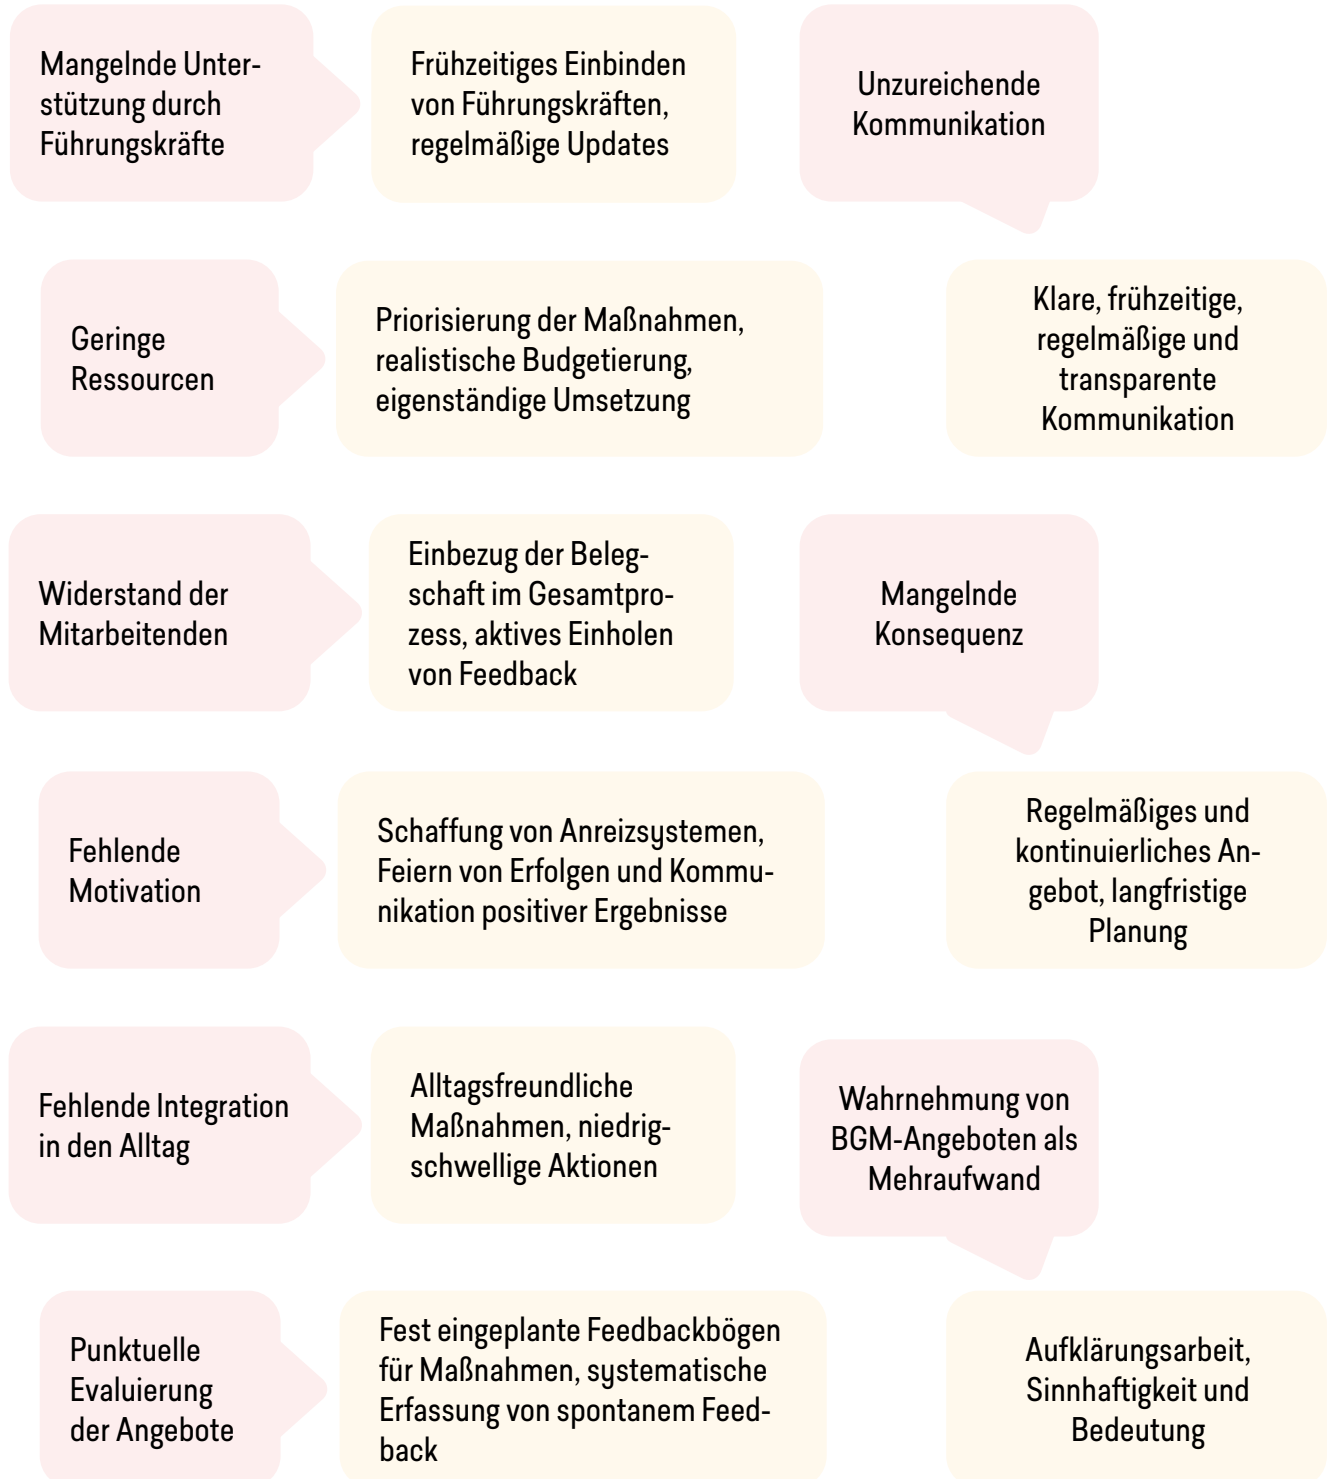 Mangelnde Unter-
stützung durch
Führungskräfte
Frühzeitiges Einbinden
von Führungskräften,
regelmäßige Updates
Unzureichende
Kommunikation
Geringe
Ressourcen
Priorisierung der Maßnahmen,
realistische Budgetierung,
eigenständige Umsetzung
Klare, frühzeitige,
regelmäßige und
transparente
Kommunikation
Widerstand der
Mitarbeitenden
Einbezug der Beleg-
schaft im Gesamtpro-
zess, aktives Einholen
von Feedback
Mangelnde
Konsequenz
Fehlende
Motivation
Schaffung von Anreizsystemen,
Feiern von Erfolgen und Kommu-
nikation positiver Ergebnisse
Regelmäßiges und
kontinuierliches An-
gebot, langfristige
Planung
Fehlende Integration
in den Alltag
Alltagsfreundliche
Maßnahmen, niedrig-
schwellige Aktionen
Wahrnehmung von
BGM-Angeboten als
Mehraufwand
Punktuelle
Evaluierung
der Angebote
Fest eingeplante Feedbackbögen
für Maßnahmen, systematische
Erfassung von spontanem Feed-
back
Aufklärungsarbeit,
Sinnhaftigkeit und
Bedeutung